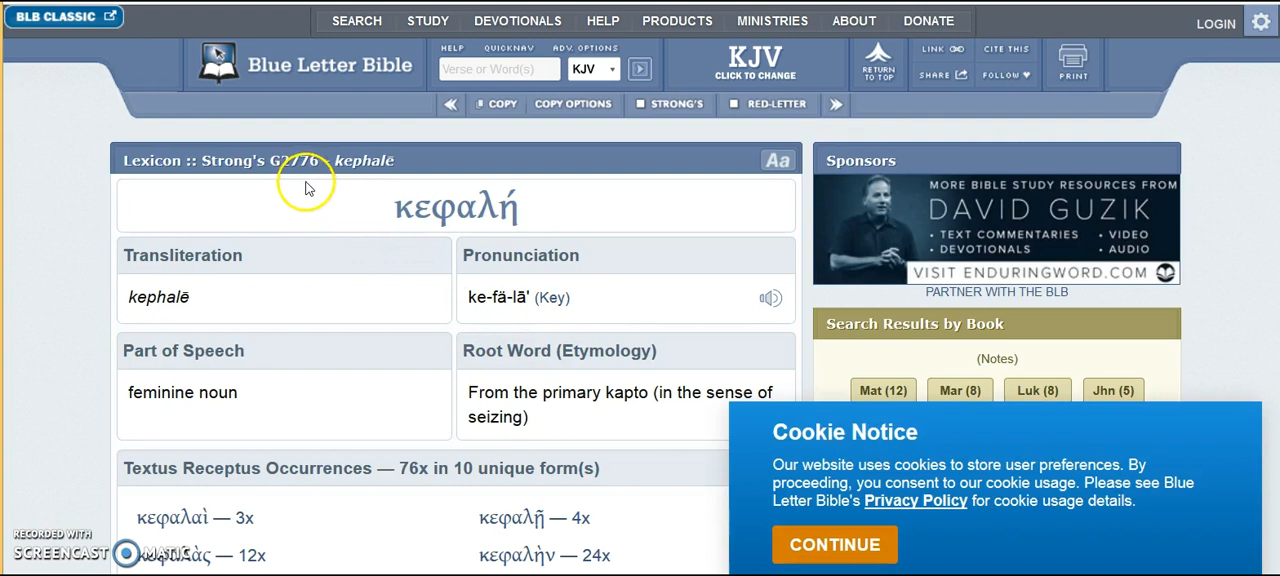 BLB CLASSIC
SEARCH STUDY DEVOTIONALS HELP PRODUCTS MINISTRIES ABOUT DONATE
LOGIN
Blue Letter Bible
HELP QUICKNAV ADV. OPTIONS
Verse or Word(s) KJV
KJV
CLICK TO CHANGE
RETURN TO TOP
LINK CITE THIS
SHARE FOLLOW
PRINT
COPY COPY OPTIONS STRONG'S RED-LETTER
Lexicon :: Strong's G2776 - kephalē
Aa
κεφαλή
Transliteration
kephalē
Pronunciation
ke-fä-lā' (Key)
Part of Speech
feminine noun
Root Word (Etymology)
From the primary kapto (in the sense of
seizing)
Textus Receptus Occurrences — 76x in 10 unique form(s)
κεφαλαὶ — 3x
κεφαλῇ — 4x
— 12x
κεφαλὴν — 24x
Sponsors
MORE BIBLE STUDY RESOURCES FROM
DAVID GUZIK
• TEXT COMMENTARIES • VIDEO
• DEVOTIONALS • AUDIO
VISIT ENDURINGWORD.COM
PARTNER WITH THE BLB
Search Results by Book
(Notes)
Mat (12) Mar (8) Luk (8) Jhn (5)
Cookie Notice
Our website uses cookies to store user preferences. By
proceeding, you consent to our cookie usage. Please see Blue
Letter Bible's Privacy Policy for cookie usage details.
CONTINUE
RECORDED WITH
SCREENCAST MATIC